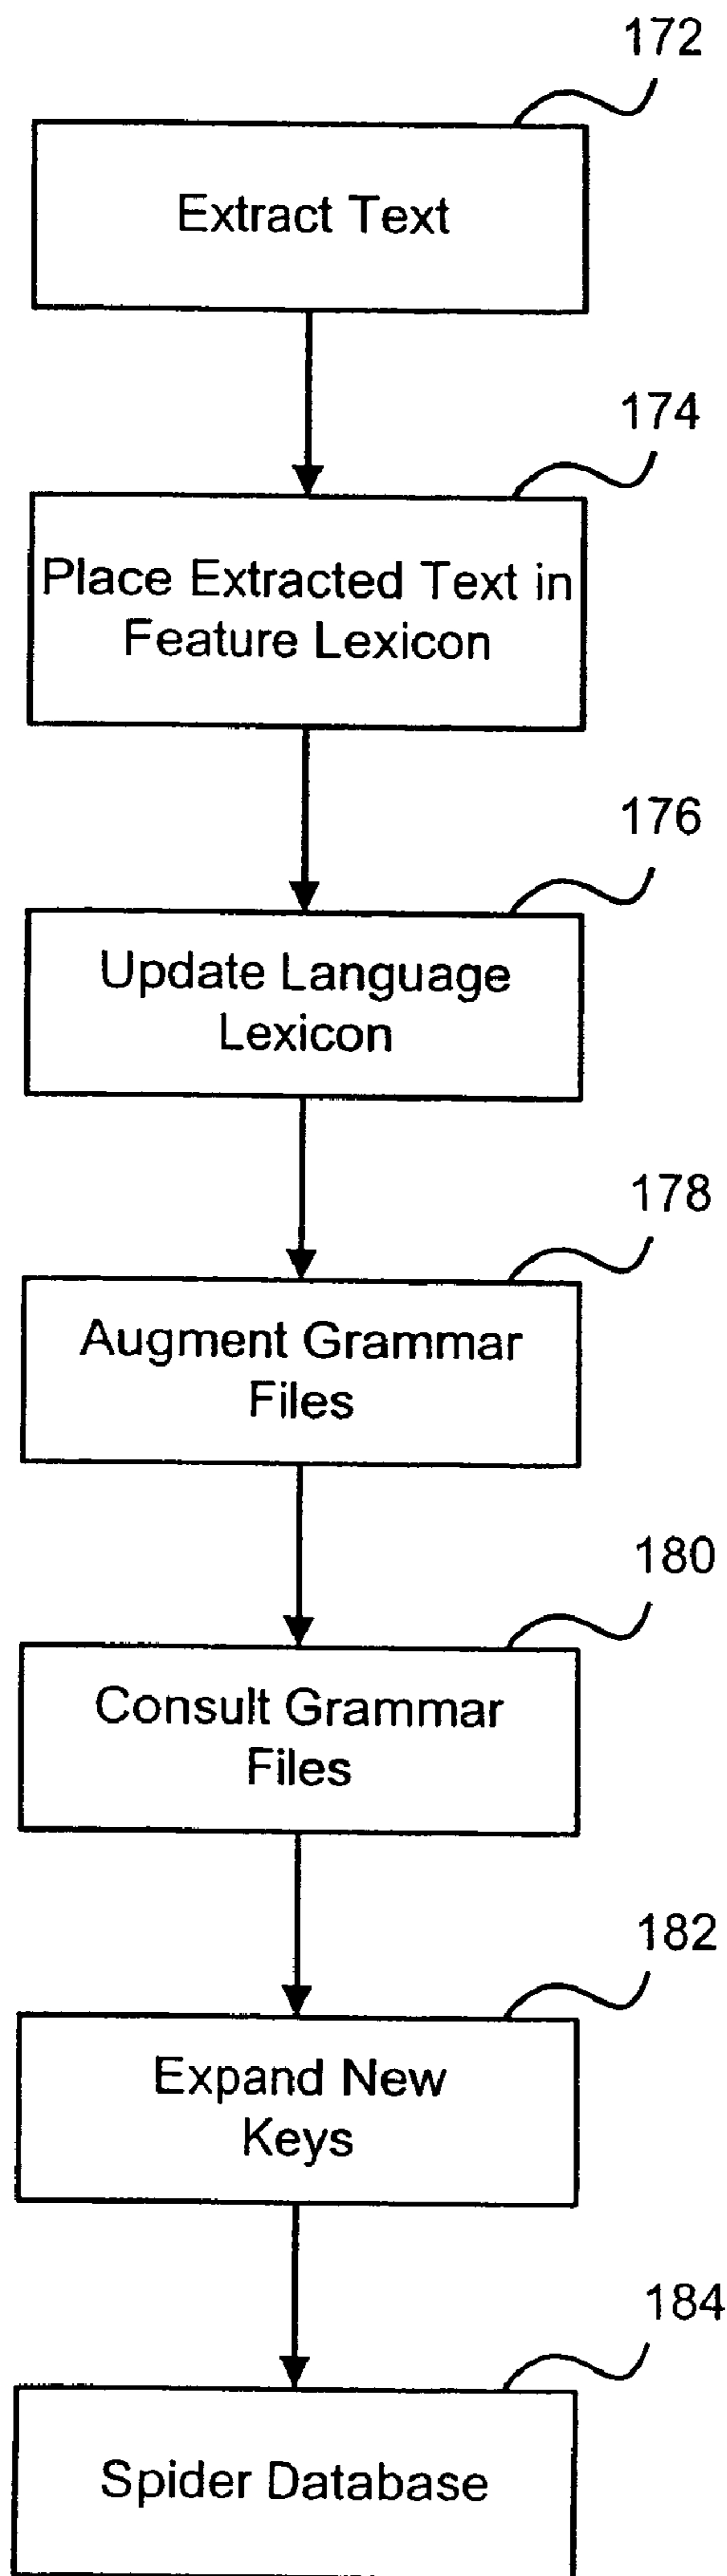 172
Extract Text
174
Place Extracted Text in
Feature Lexicon
176
Update Language
Lexicon
178
Augment Grammar
Files
180
Consult Grammar
Files
182
Expand New
Keys
184
Spider Database